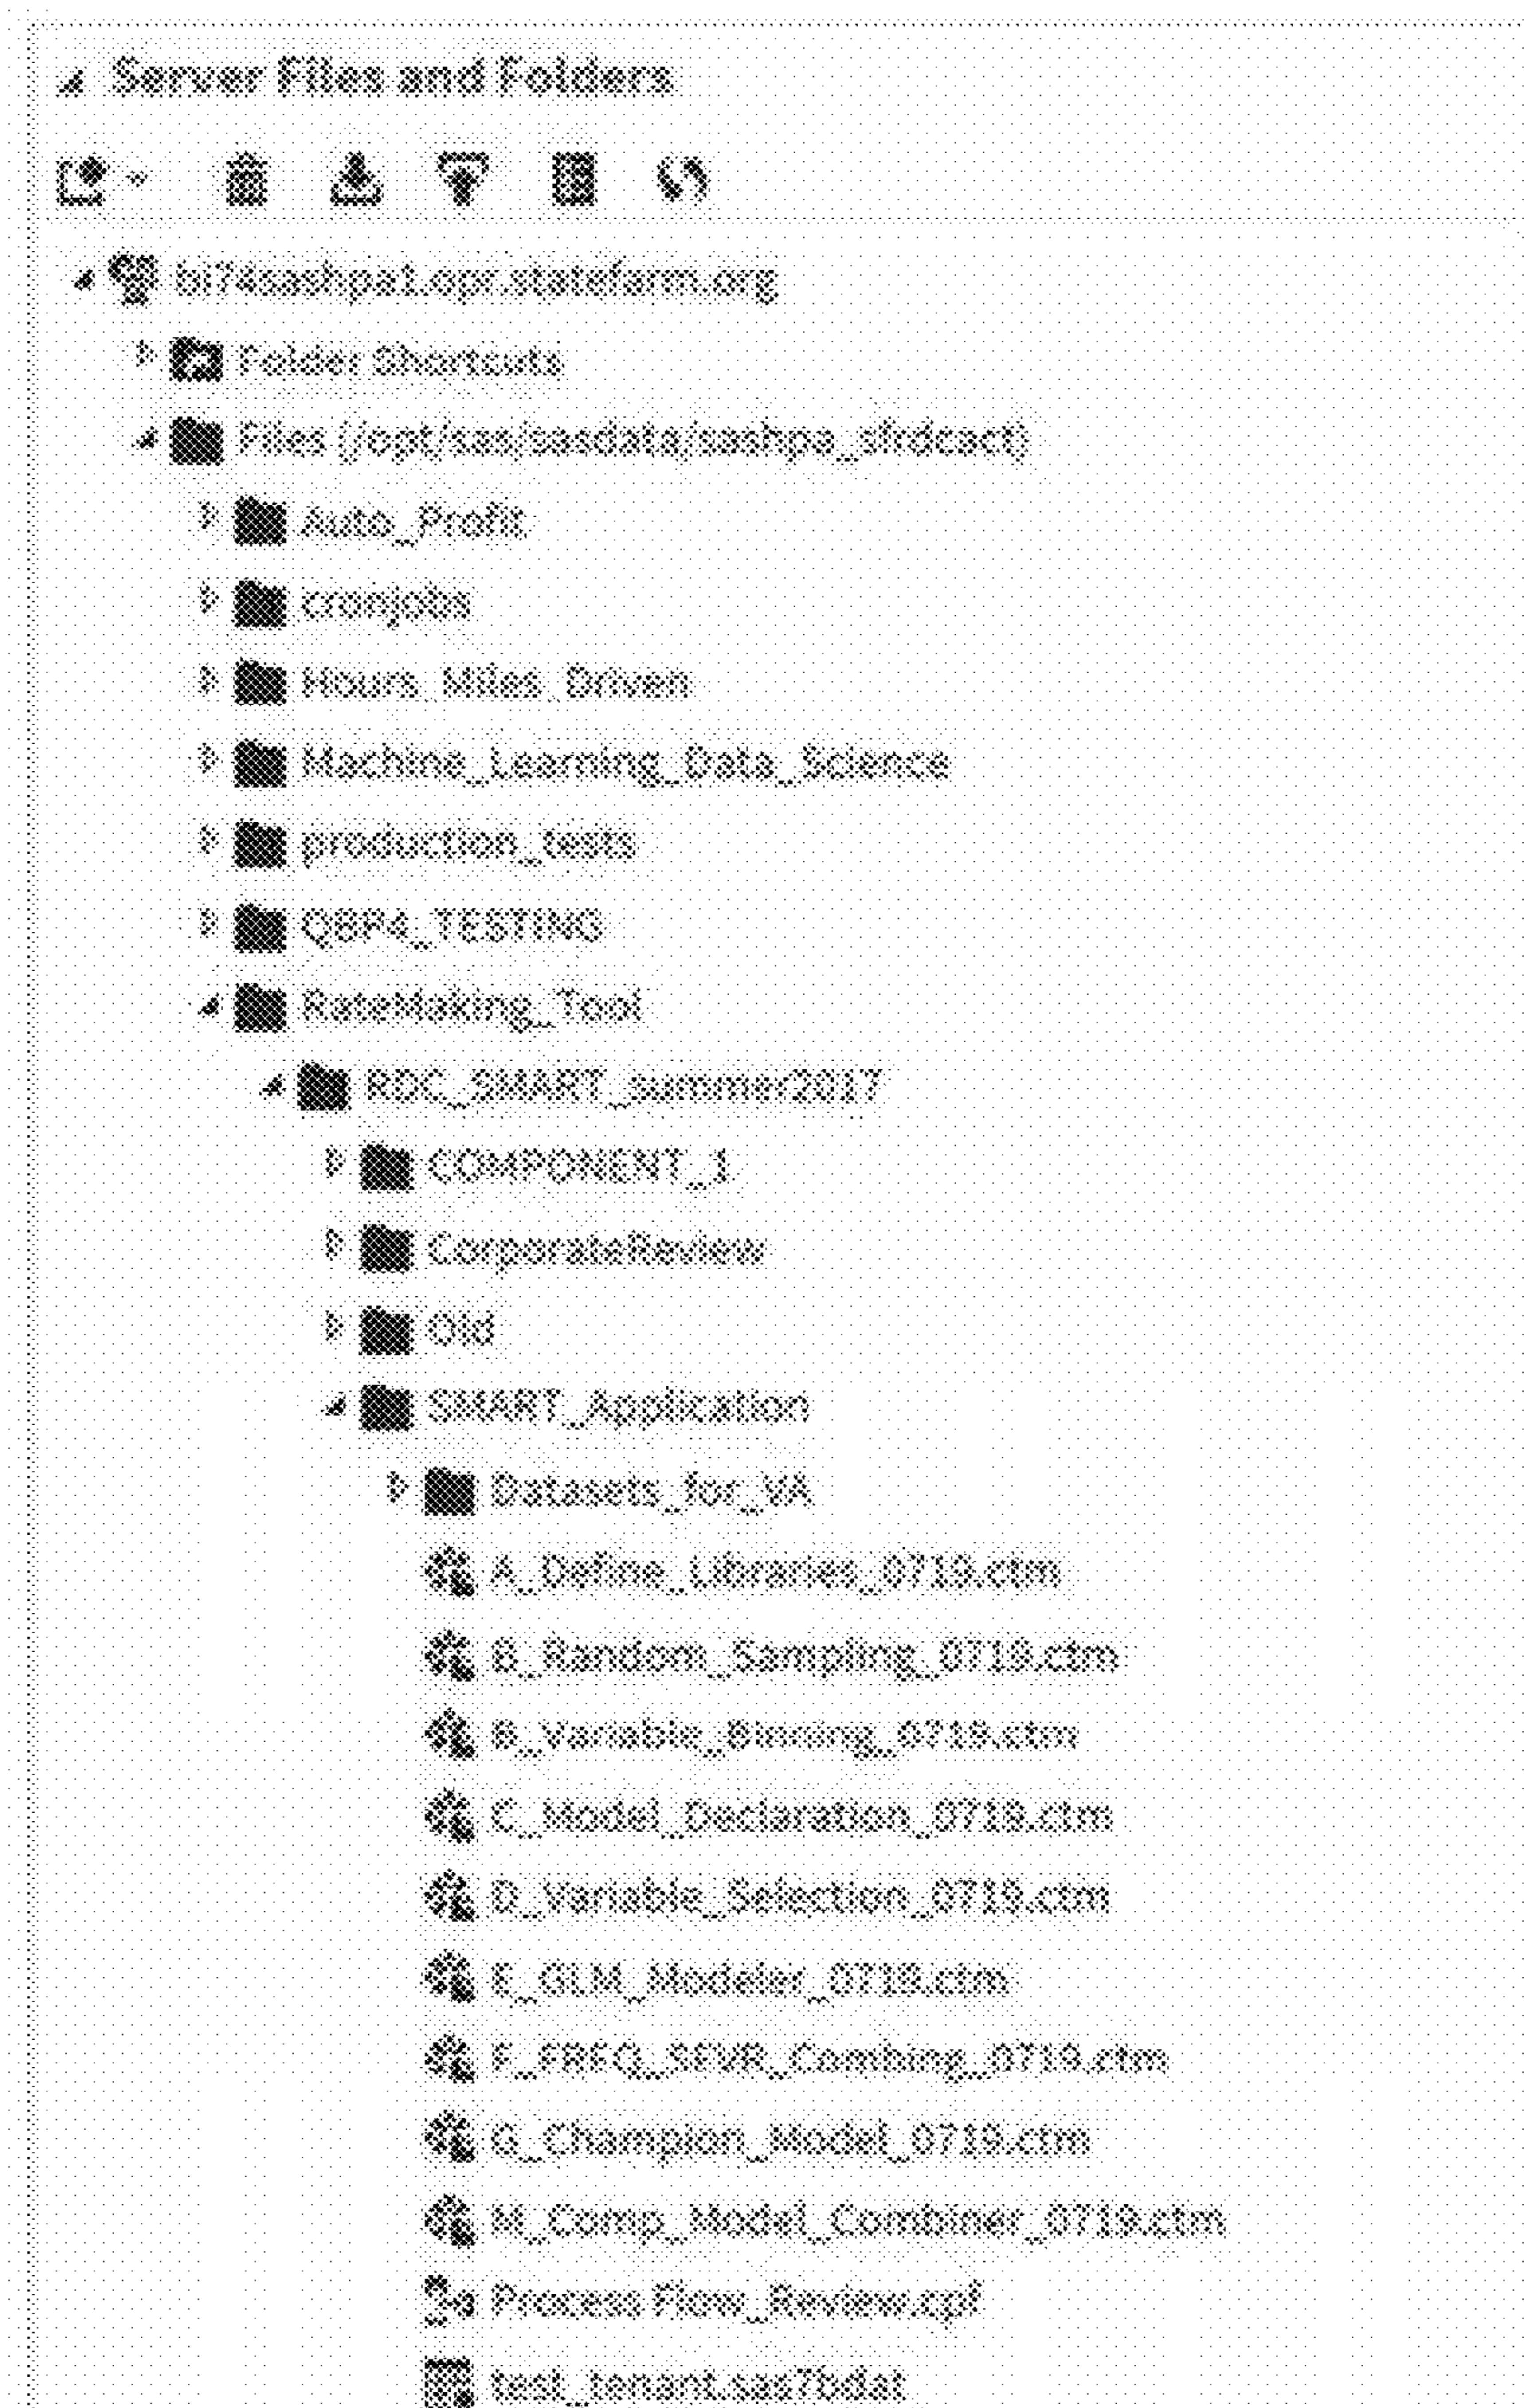 Server Files and Folders
bi74sashpa1.opr.statefarm.org
Folder Shortcuts
Files (/opt/sas/sasdata/sashpa_sfrdcact)
Auto_Profit
cronjobs
Hours_Miles_Driven
Machine_Learning_Data_Science
production_tests
QBP4_TESTING
RateMaking_Tool
RDC_SMART_summer2017
COMPONENT_1
CorporateReview
Old
SMART_Application
Datasets_for_VA
A_Define_Libraries_0719.ctm
B_Random_Sampling_0719.ctm
B_Variable_Binning_0719.ctm
C_Model_Declaration_0719.ctm
D_Variable_Selection_0719.ctm
E_GLM_Modeler_0719.ctm
F_FREQ_SEVR_Combing_0719.ctm
G_Champion_Model_0719.ctm
M_Comp_Model_Combiner_0719.ctm
Process Flow_Review.cpf
test_tenant.sas7bdat